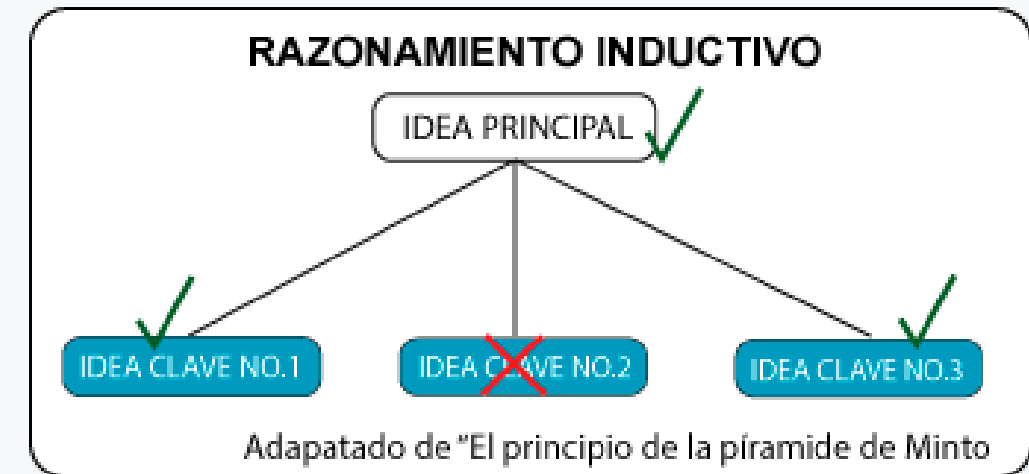 RAZONAMIENTO INDUCTIVO
IDEA PRINCIPAL
IDEA CLAVE NO.1
IDEA CLAVE NO.2
IDEA CLAVE NO.3
Adapatado de "El principio de la píramide de Minto